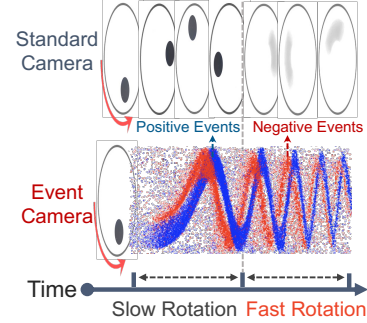 Standard
Camera
Positive Events
Negative Events
Event
Camera
Time
Slow Rotation
Fast Rotation